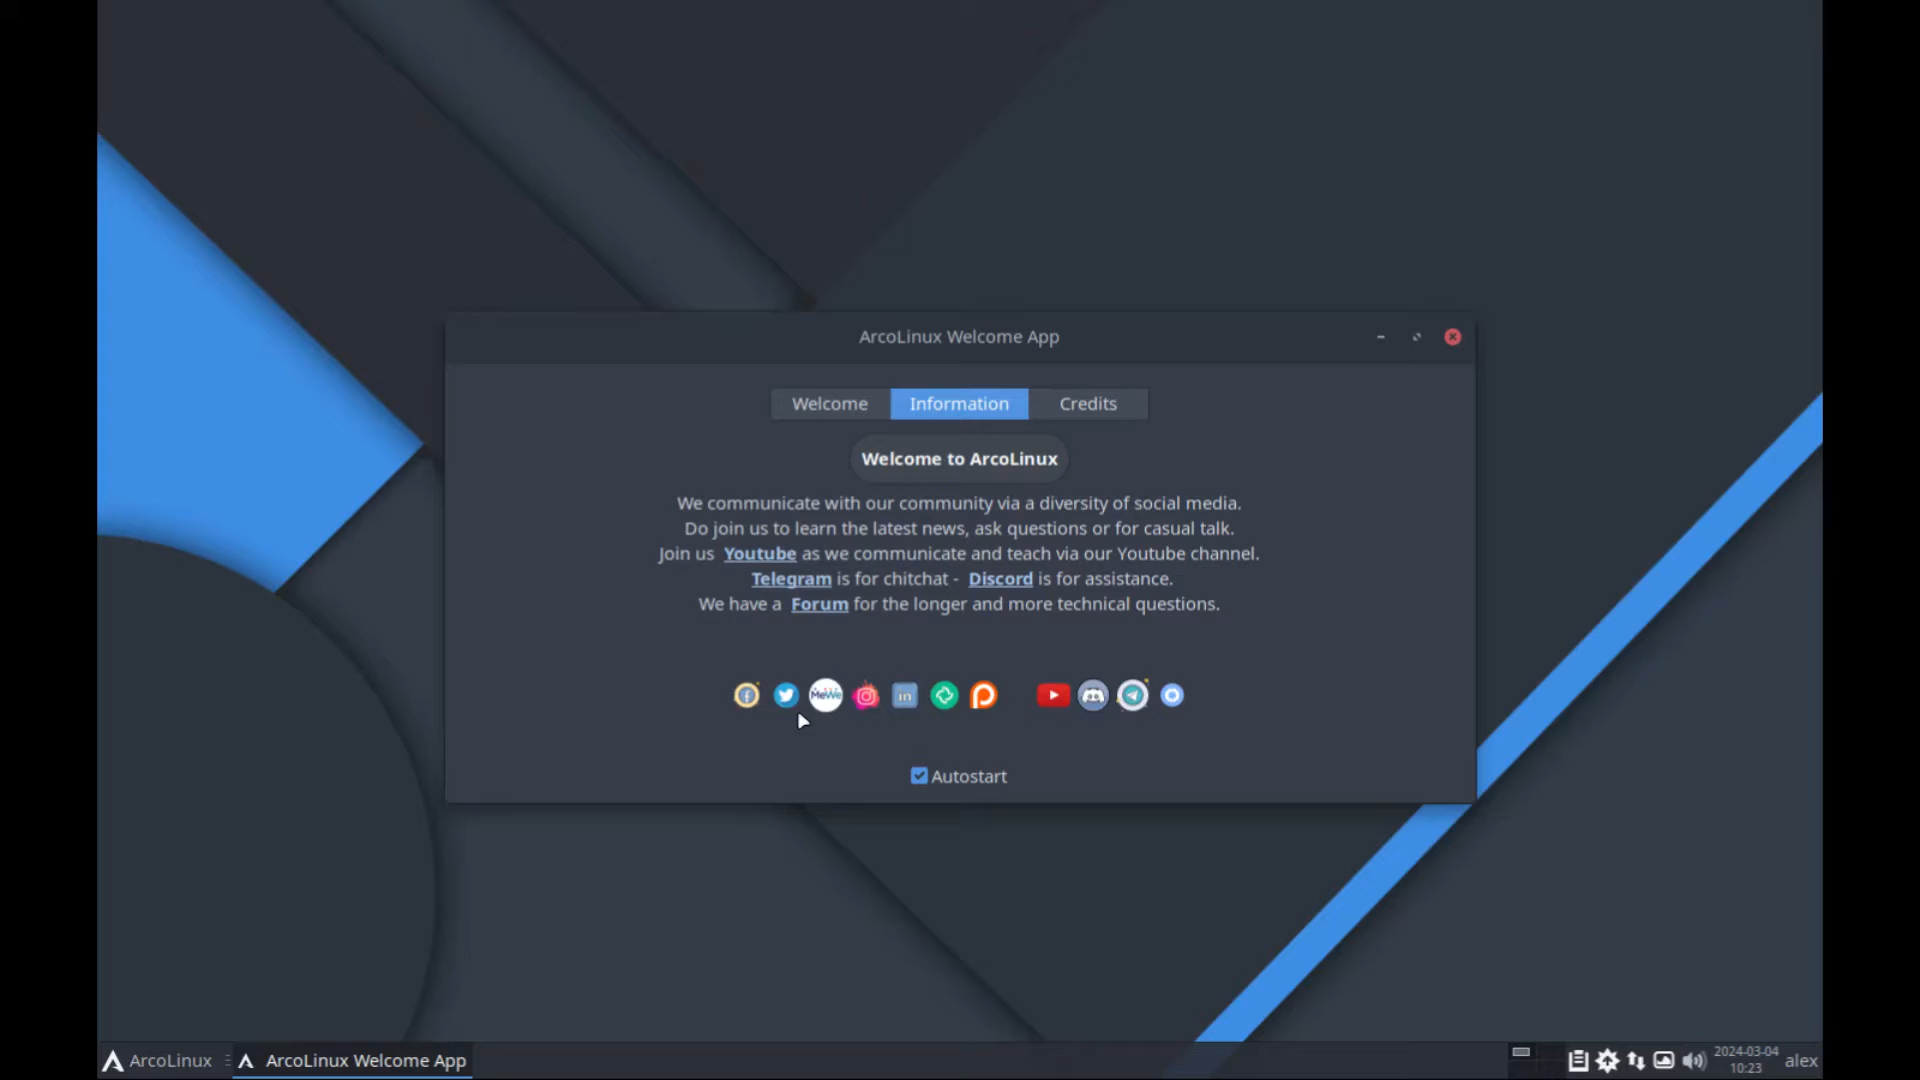 ArcoLinux Welcome App
Welcome Information Credits
Welcome to ArcoLinux
We communicate with our community via a diversity of social media.
Do join us to learn the latest news, ask questions or for casual talk.
Join us Youtube as we communicate and teach via our Youtube channel.
Telegram is for chitchat - Discord is for assistance.
We have a Forum for the longer and more technical questions.
MeWe in
Autostart
ArcoLinux ArcoLinux Welcome App 2024-03-04 alex
10:23